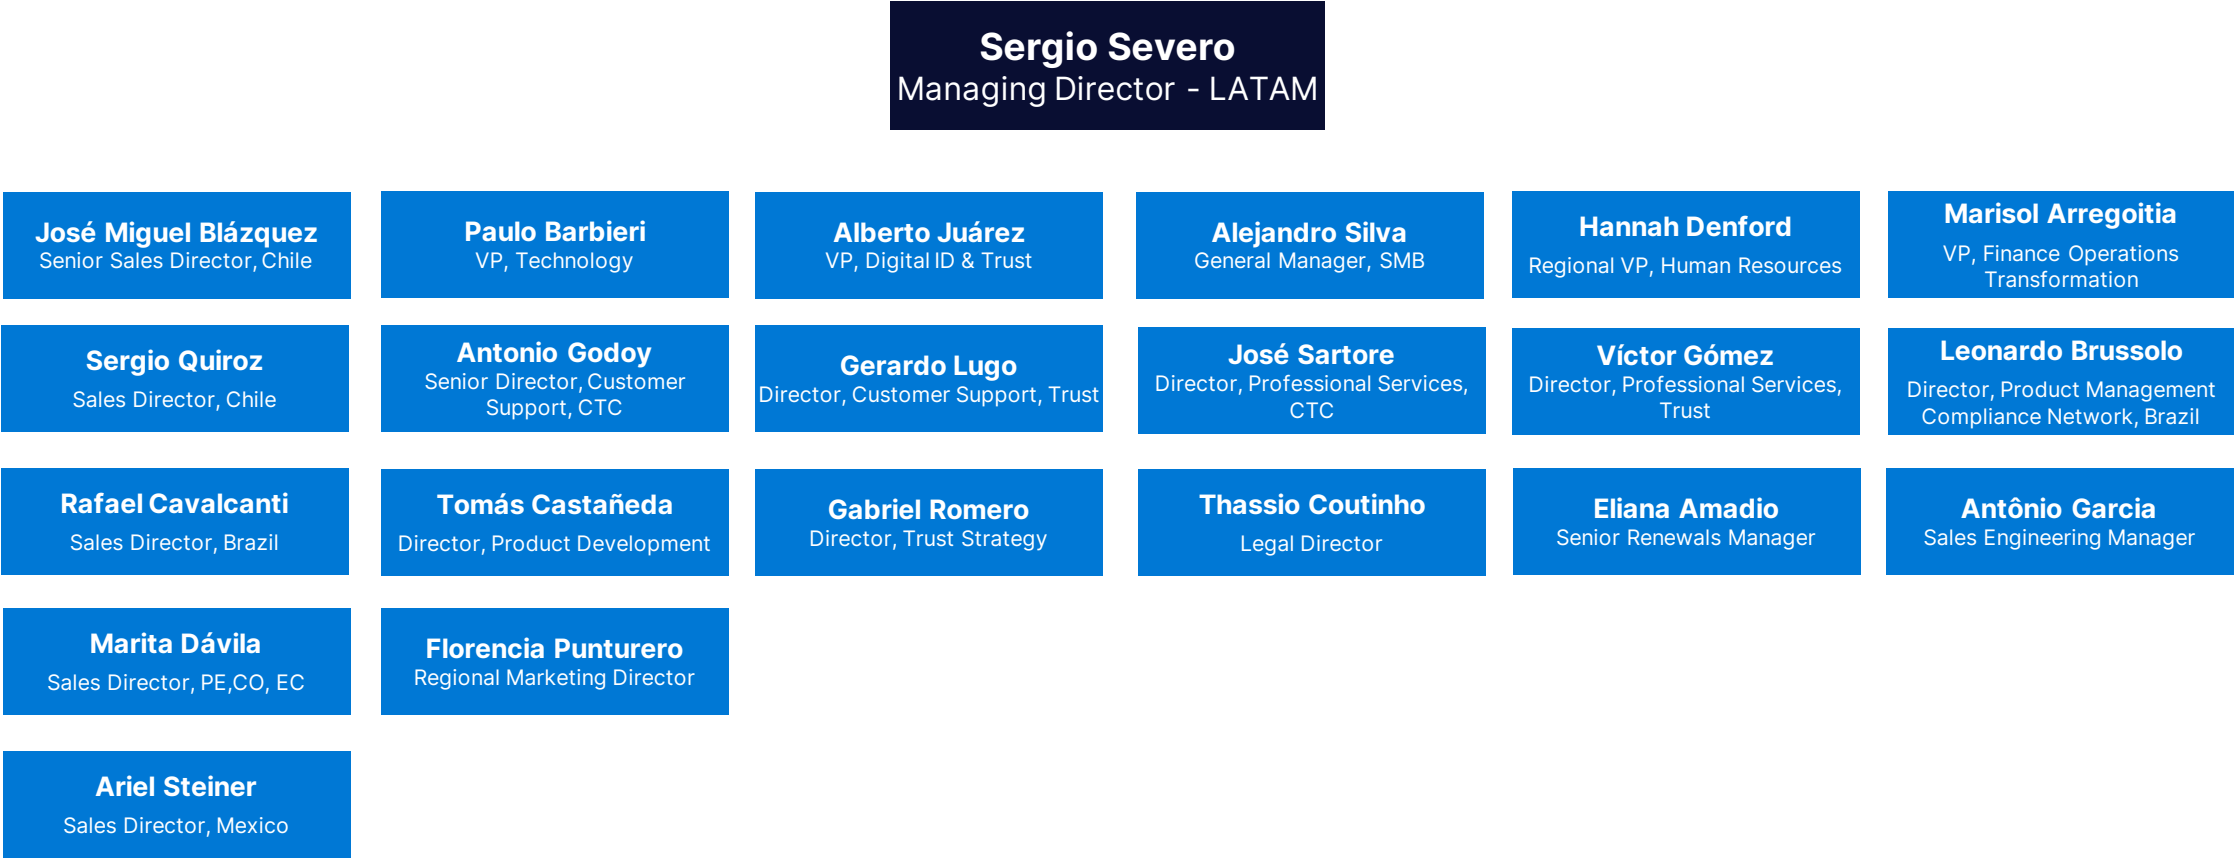 Sergio Severo
Managing Director - LATAM
José Miguel Blázquez
Senior Sales Director, Chile
Paulo Barbieri
VP, Technology
Alberto Juárez
VP, Digital ID & Trust
Alejandro Silva
General Manager, SMB
Hannah Denford
Regional VP, Human Resources
Marisol Arregoitia
VP, Finance Operations
Transformation
Sergio Quiroz
Sales Director, Chile
Antonio Godoy
Senior Director, Customer
Support, CTC
Gerardo Lugo
Director, Customer Support, Trust
José Sartore
Director, Professional Services,
CTC
Víctor Gómez
Director, Professional Services,
Trust
Leonardo Brussolo
Director, Product Management
Compliance Network, Brazil
Rafael Cavalcanti
Sales Director, Brazil
Tomás Castañeda
Director, Product Development
Gabriel Romero
Director, Trust Strategy
Thassio Coutinho
Legal Director
Eliana Amadio
Senior Renewals Manager
Antônio Garcia
Sales Engineering Manager
Marita Dávila
Sales Director, PE,CO, EC
Florencia Punturero
Regional Marketing Director
Ariel Steiner
Sales Director, Mexico